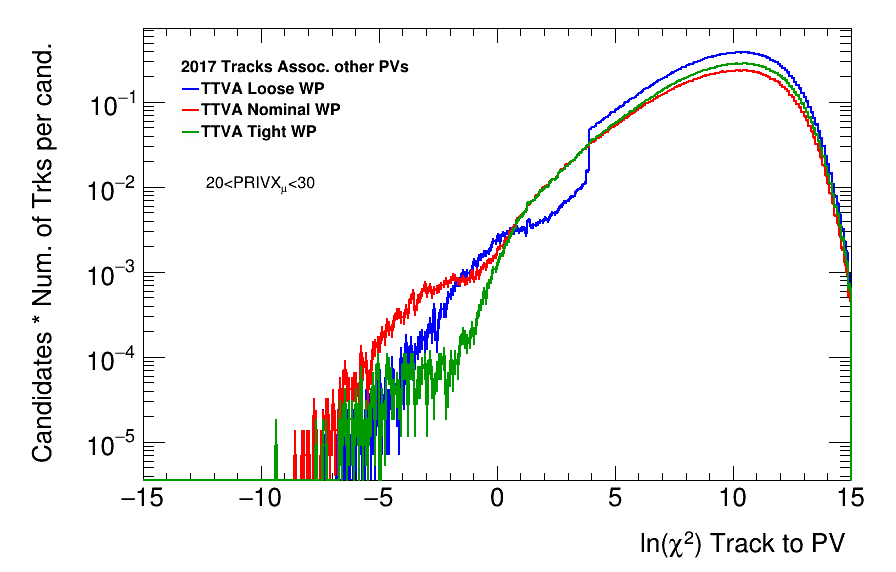 Candidates * Num. of Trks per cand.
2017 Tracks Assoc. other PVs
TTVA Loose WP
TTVA Nominal WP
TTVA Tight WP
20<PRIVXμ<30
10⁻¹
10⁻²
10⁻³
10⁻⁴
10⁻⁵
−15 −10 −5 0 5 10 15
ln(χ²) Track to PV